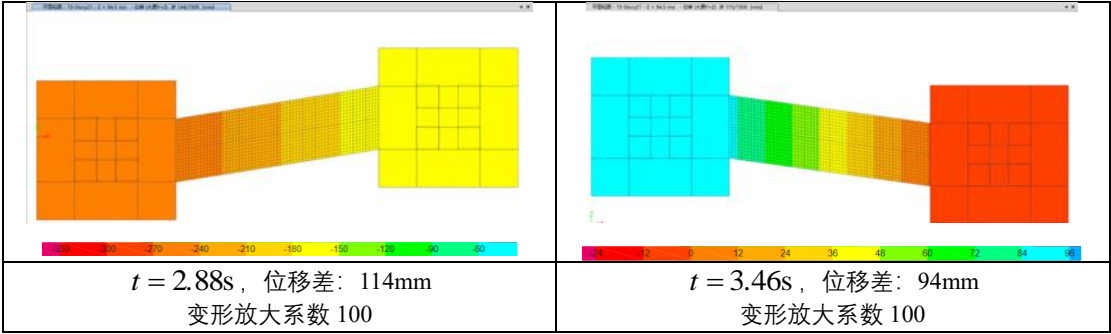 -330 -300 -270 -240 -210 -180 -150 -120 -90 -60
-24 -12 0 12 24 36 48 60 72 84 96
t = 2.88s，位移差：114mm
变形放大系数 100
t = 3.46s，位移差：94mm
变形放大系数 100